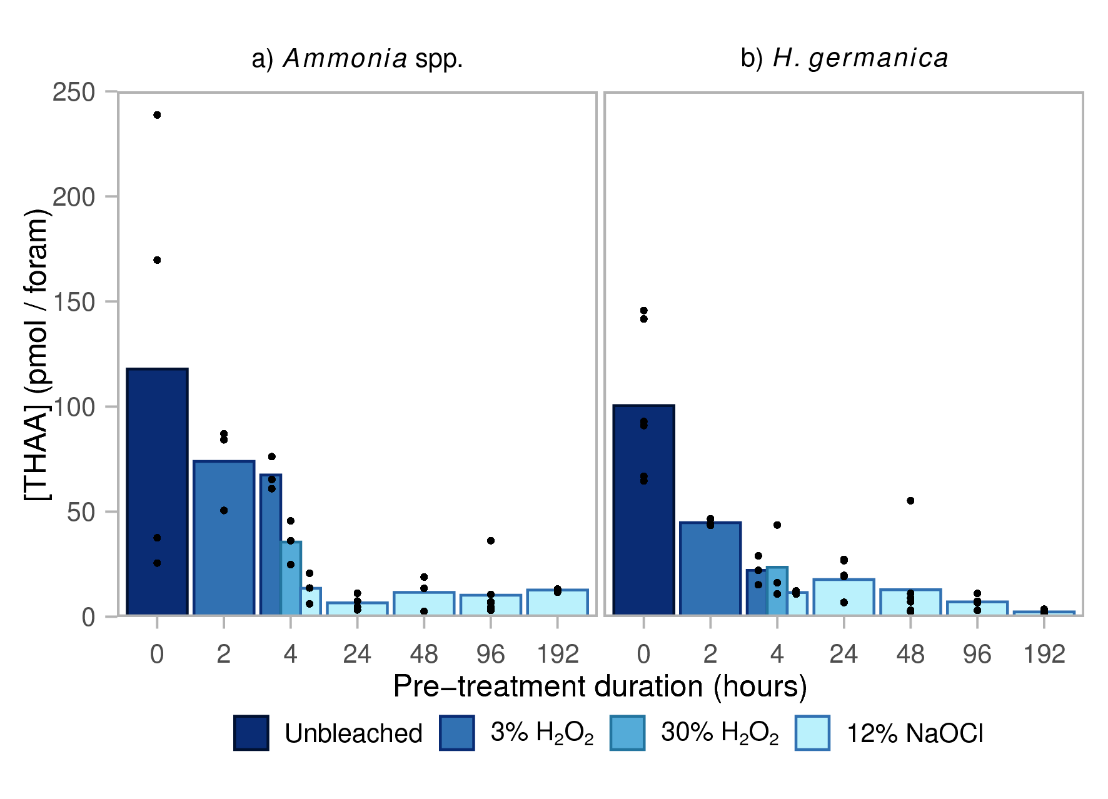 a) Ammonia spp.
b) H. germanica
[THAA] (pmol / foram)
250
200
150
100
50
0
0 2 4 24 48 96 192
0 2 4 24 48 96 192
Pre−treatment duration (hours)
Unbleached 3% H₂O₂ 30% H₂O₂ 12% NaOCl